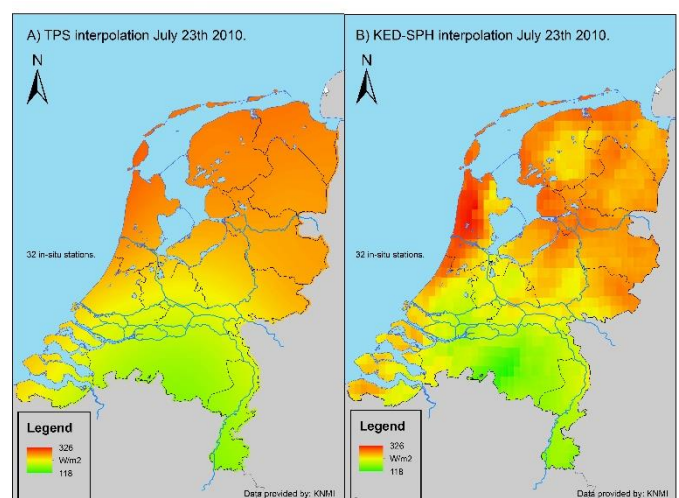 A) TPS interpolation July 23th 2010.
N
32 in-situ stations.
Legend
326
W/m2
118
Data provided by: KNMI
B) KED-SPH interpolation July 23th 2010.
N
32 in-situ stations.
Legend
326
W/m2
118
Data provided by: KNMI